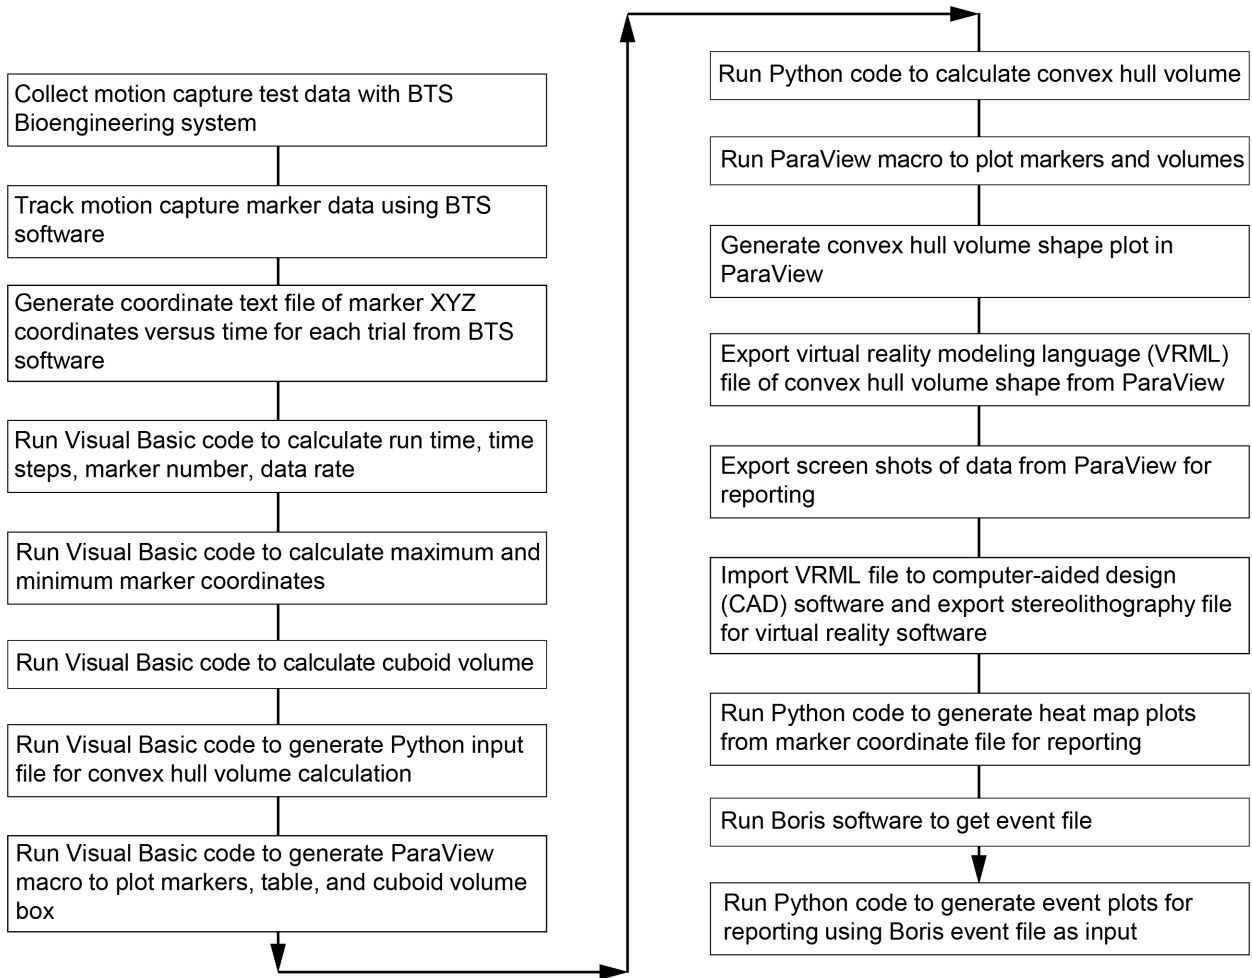 Collect motion capture test data with BTS
Bioengineering system
Track motion capture marker data using BTS
software
Generate coordinate text file of marker XYZ
coordinates versus time for each trial from BTS
software
Run Visual Basic code to calculate run time, time
steps, marker number, data rate
Run Visual Basic code to calculate maximum and
minimum marker coordinates
Run Visual Basic code to calculate cuboid volume
Run Visual Basic code to generate Python input
file for convex hull volume calculation
Run Visual Basic code to generate ParaView
macro to plot markers, table, and cuboid volume
box
Run Python code to calculate convex hull volume
Run ParaView macro to plot markers and volumes
Generate convex hull volume shape plot in
ParaView
Export virtual reality modeling language (VRML)
file of convex hull volume shape from ParaView
Export screen shots of data from ParaView for
reporting
Import VRML file to computer-aided design
(CAD) software and export stereolithography file
for virtual reality software
Run Python code to generate heat map plots
from marker coordinate file for reporting
Run Boris software to get event file
Run Python code to generate event plots for
reporting using Boris event file as input